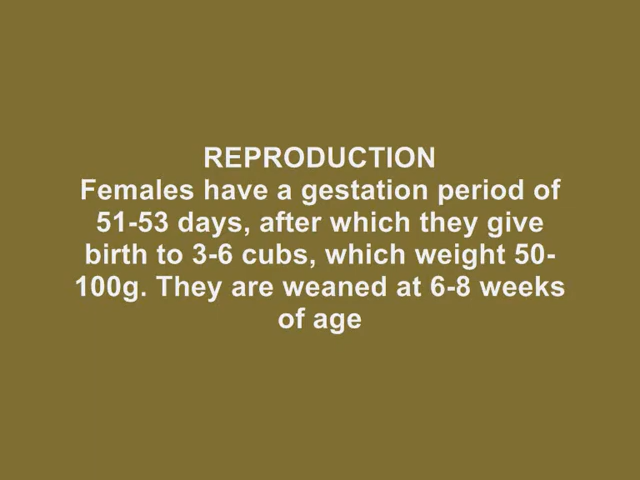 REPRODUCTION
Females have a gestation period of
51-53 days, after which they give
birth to 3-6 cubs, which weight 50-
100g. They are weaned at 6-8 weeks
of age